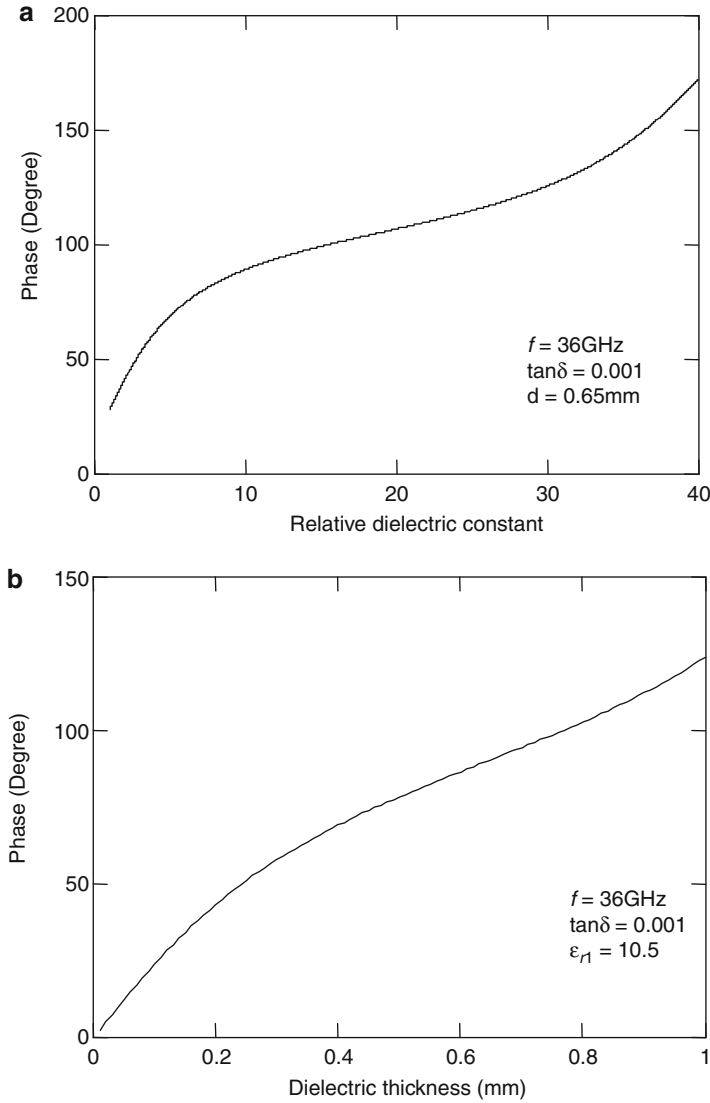 a
200
150
100
50
0
Phase (Degree)
f = 36GHz
tanδ = 0.001
d = 0.65mm
0 10 20 30 40
Relative dielectric constant
b
150
100
50
0
Phase (Degree)
f = 36GHz
tanδ = 0.001
εr1 = 10.5
0 0.2 0.4 0.6 0.8 1
Dielectric thickness (mm)